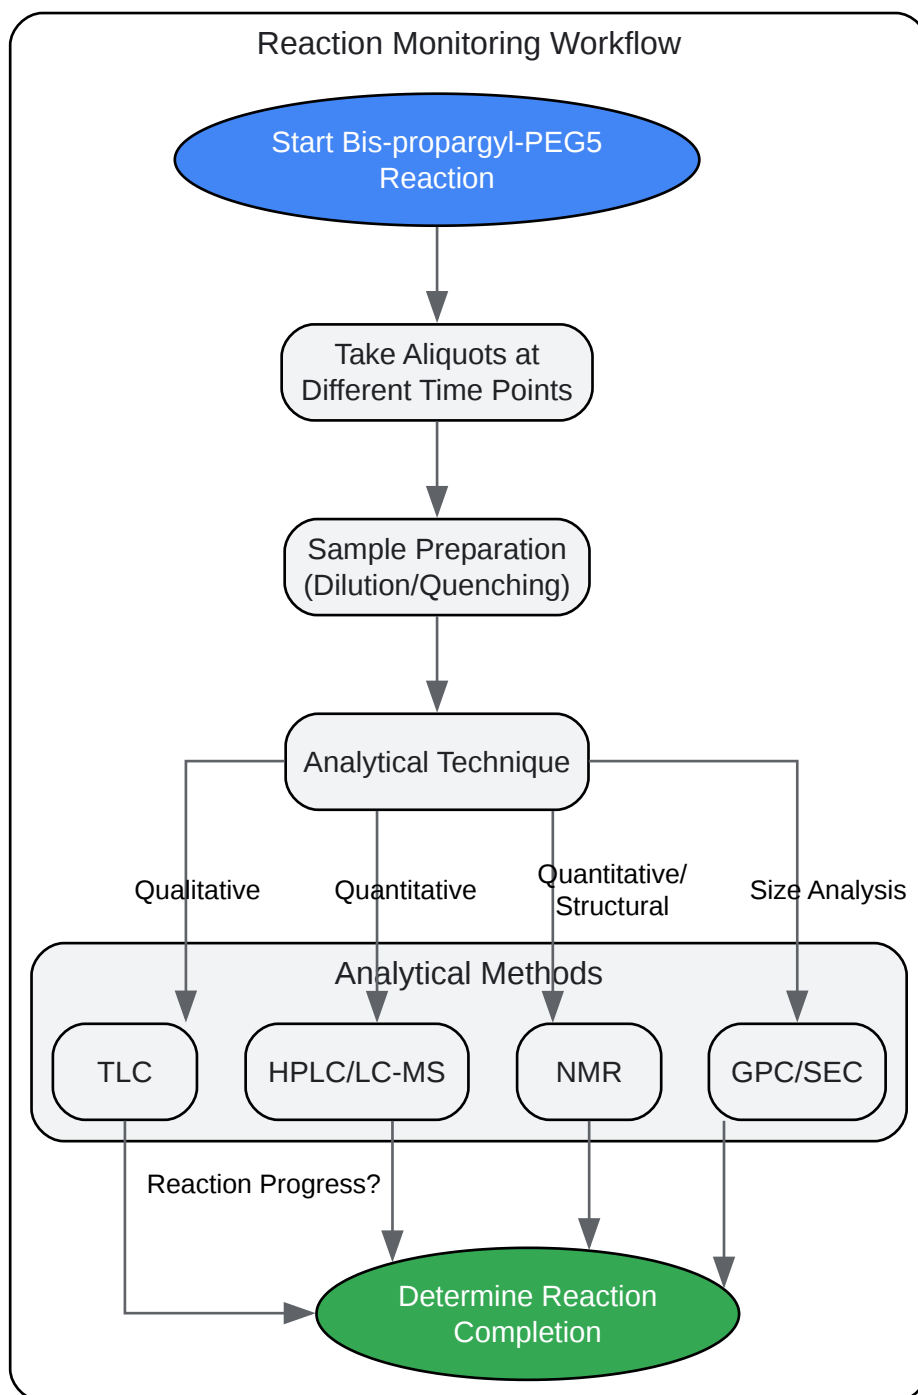 Reaction Monitoring Workflow
Start Bis-propargyl-PEG5
Reaction
Take Aliquots at
Different Time Points
Sample Preparation
(Dilution/Quenching)
Analytical Technique
Qualitative
Quantitative
Quantitative/
Structural
Size Analysis
Analytical Methods
TLC
HPLC/LC-MS
NMR
GPC/SEC
Reaction Progress?
Determine Reaction
Completion